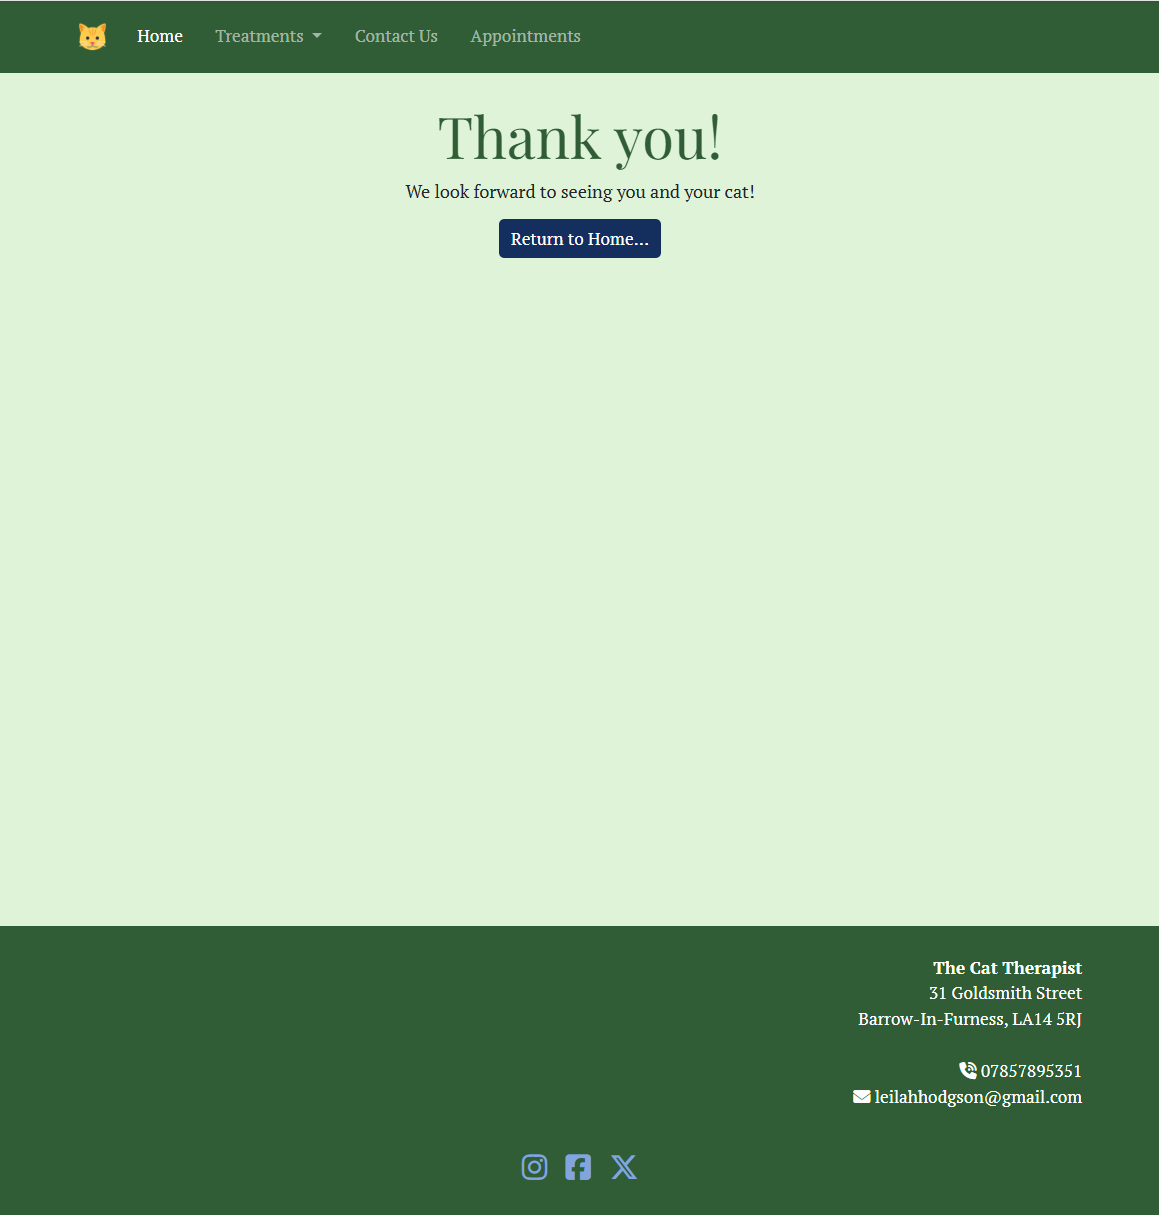 Home Treatments Contact Us Appointments
Thank you!
We look forward to seeing you and your cat!
Return to Home...
The Cat Therapist
31 Goldsmith Street
Barrow-In-Furness, LA14 5RJ
07857895351
leilahhodgson@gmail.com